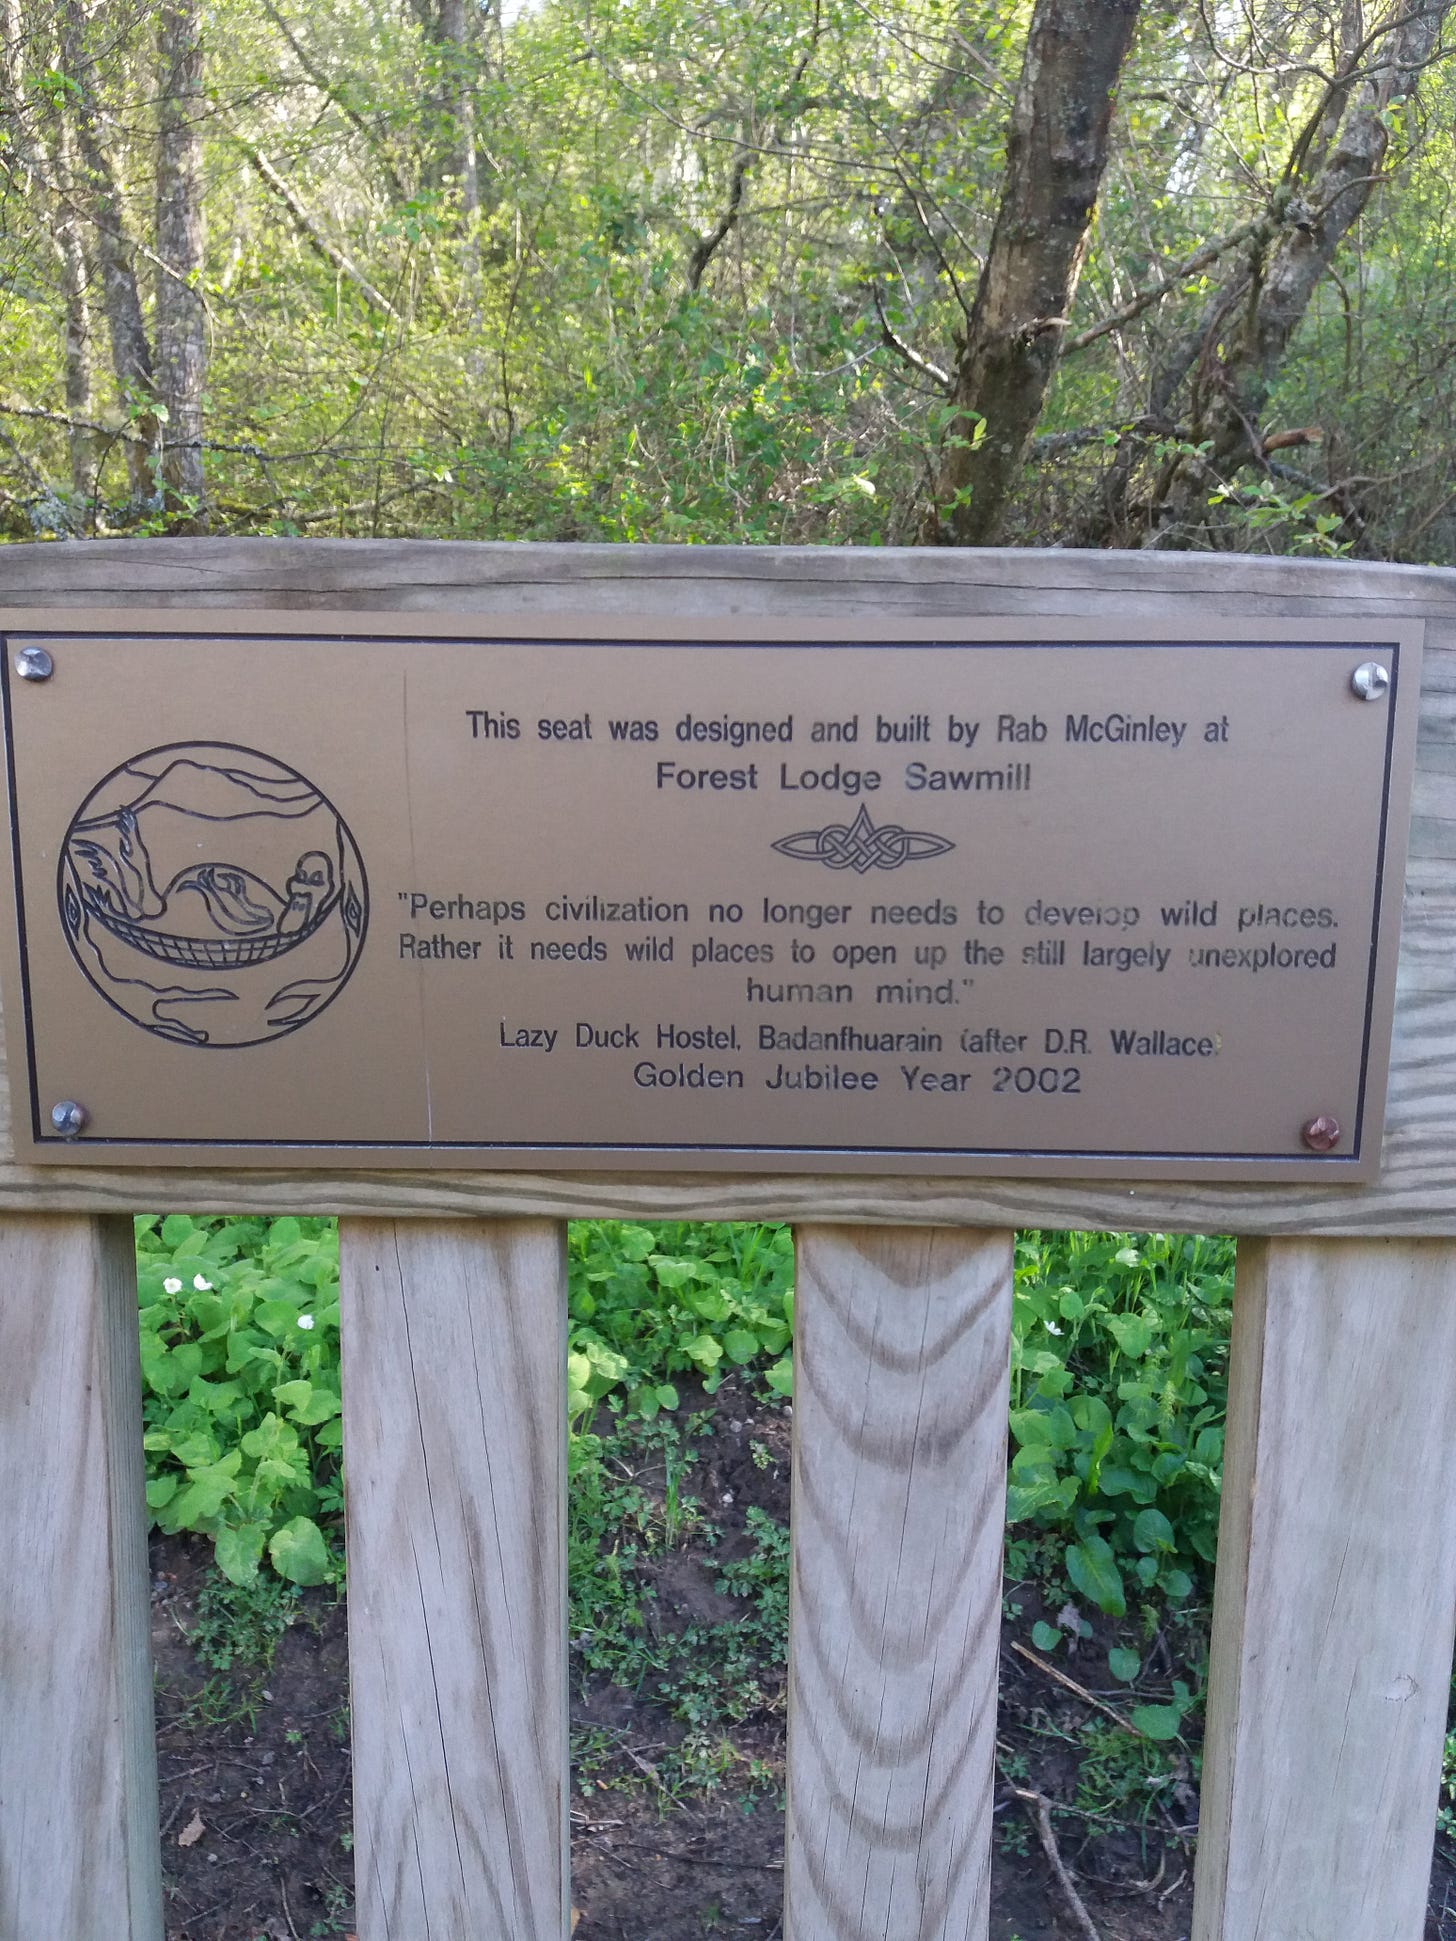 This seat was designed and built by Rab McGinley at
Forest Lodge Sawmill
"Perhaps civilization no longer needs to develop wild places.
Rather it needs wild places to open up the still largely unexplored
human mind."
Lazy Duck Hostel, Badanfhuarain (after D.R. Wallace)
Golden Jubilee Year 2002